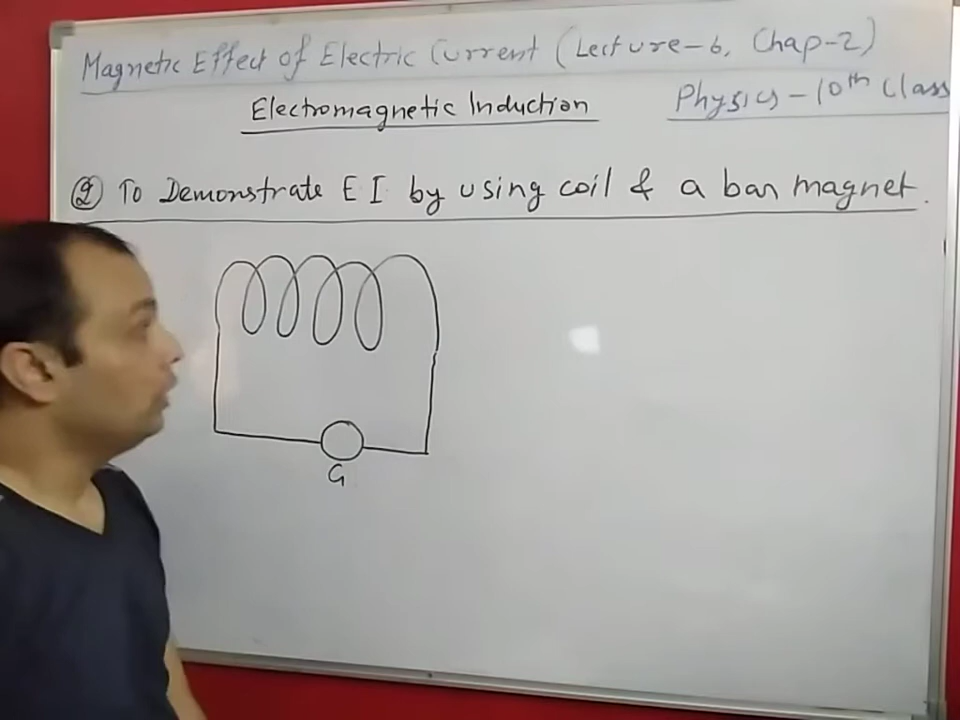 Magnetic Effect of Electric Current (Lecture-6, Chap-2)
Electromagnetic Induction
Physics - 10th Class
Q To Demonstrate E I by using coil & a bar magnet.
G